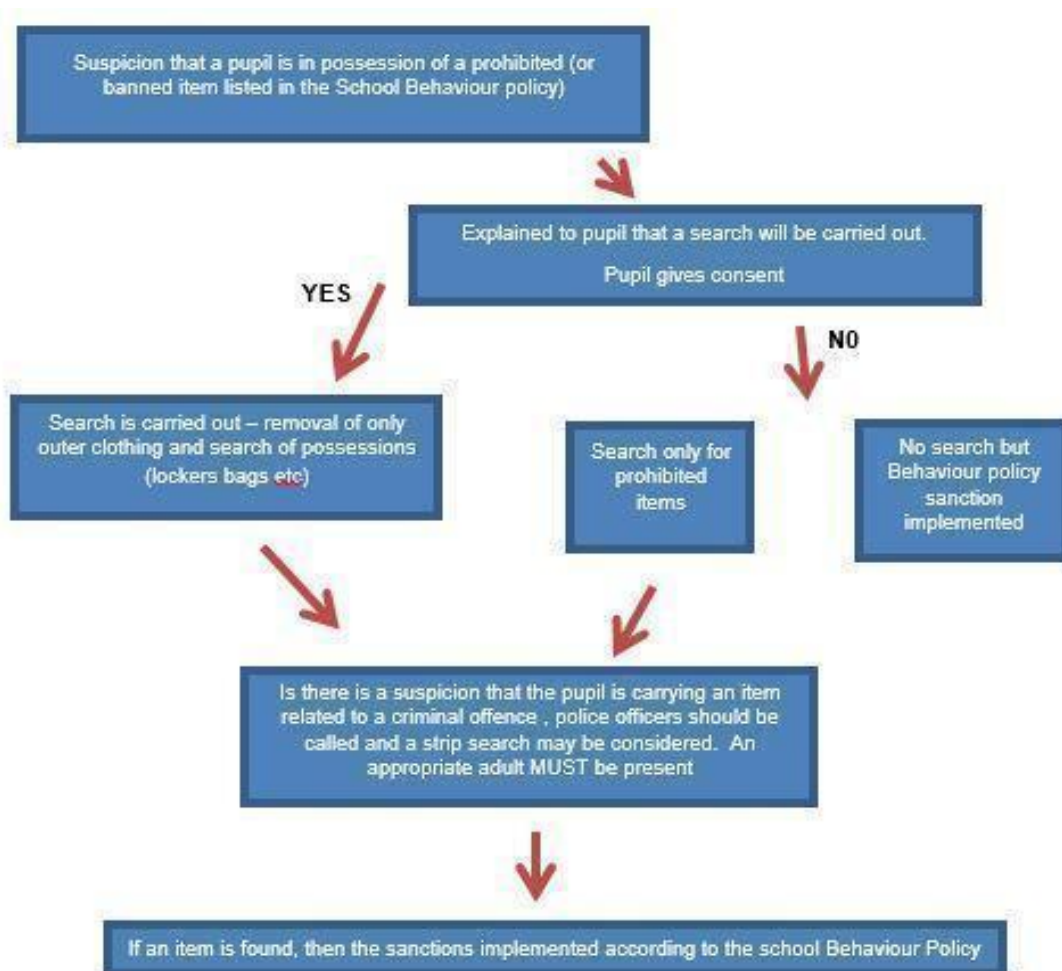 Suspicion that a pupil is in possession of a prohibited (or
banned item listed in the School Behaviour policy)
Explained to pupil that a search will be carried out.
Pupil gives consent
YES
N0
Search is carried out – removal of only
outer clothing and search of possessions
(lockers bags etc)
Search only for
prohibited
items
No search but
Behaviour policy
sanction
implemented
Is there is a suspicion that the pupil is carrying an item
related to a criminal offence , police officers should be
called and a strip search may be considered. An
appropriate adult MUST be present
If an item is found, then the sanctions implemented according to the school Behaviour Policy